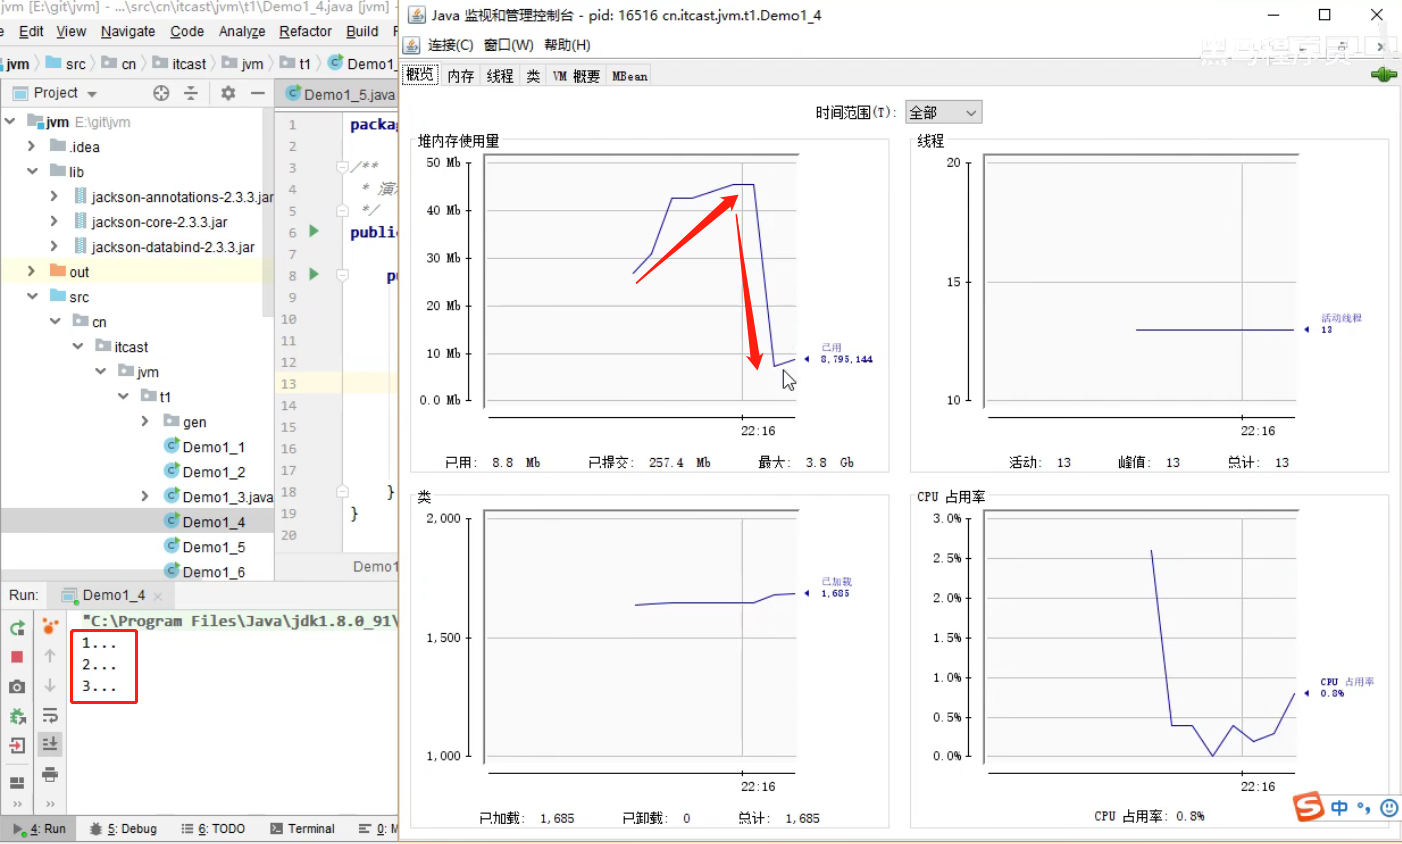 jvm [E:\git\jvm] - ...\src\cn\itcast\jvm\t1\Demo1_4.java [jvm]
Edit View Navigate Code Analyze Refactor Build
jvm src cn itcast jvm t1 Demo1_
Project
Demo1_5.java
jvm E:\git\jvm
.idea
lib
jackson-annotations-2.3.3.jar
jackson-core-2.3.3.jar
jackson-databind-2.3.3.jar
out
src
cn
itcast
jvm
t1
gen
Demo1_1
Demo1_2
Demo1_3.java
Demo1_4
Demo1_5
Demo1_6
1 packa
2
3 /**
4 * 演
5 */
6 publi
7
8 pu
9
10
11
12
13
14
15
16
17
18 }
19 }
20
Demo1
Run: Demo1_4
"C:\Program Files\Java\jdk1.8.0_91\
1...
2...
3...
4: Run 5: Debug 6: TODO Terminal 0: M
Java 监视和管理控制台 - pid: 16516 cn.itcast.jvm.t1.Demo1_4
连接(C) 窗口(W) 帮助(H)
概览 内存 线程 类 VM 概要 MBean
时间范围(T): 全部
堆内存使用量
50 Mb
40 Mb
30 Mb
20 Mb
10 Mb
0.0 Mb
已用
8,795,144
22:16
已用: 8.8 Mb 已提交: 257.4 Mb 最大: 3.8 Gb
线程
20
15
10
活动线程
13
22:16
活动: 13 峰值: 13 总计: 13
类
2,000
1,500
1,000
已加载
1,685
22:16
已加载: 1,685 已卸载: 0 总计: 1,685
CPU 占用率
3.0%
2.5%
2.0%
1.5%
1.0%
0.5%
0.0%
CPU 占用率
0.8%
22:16
CPU 占用率: 0.8%
中